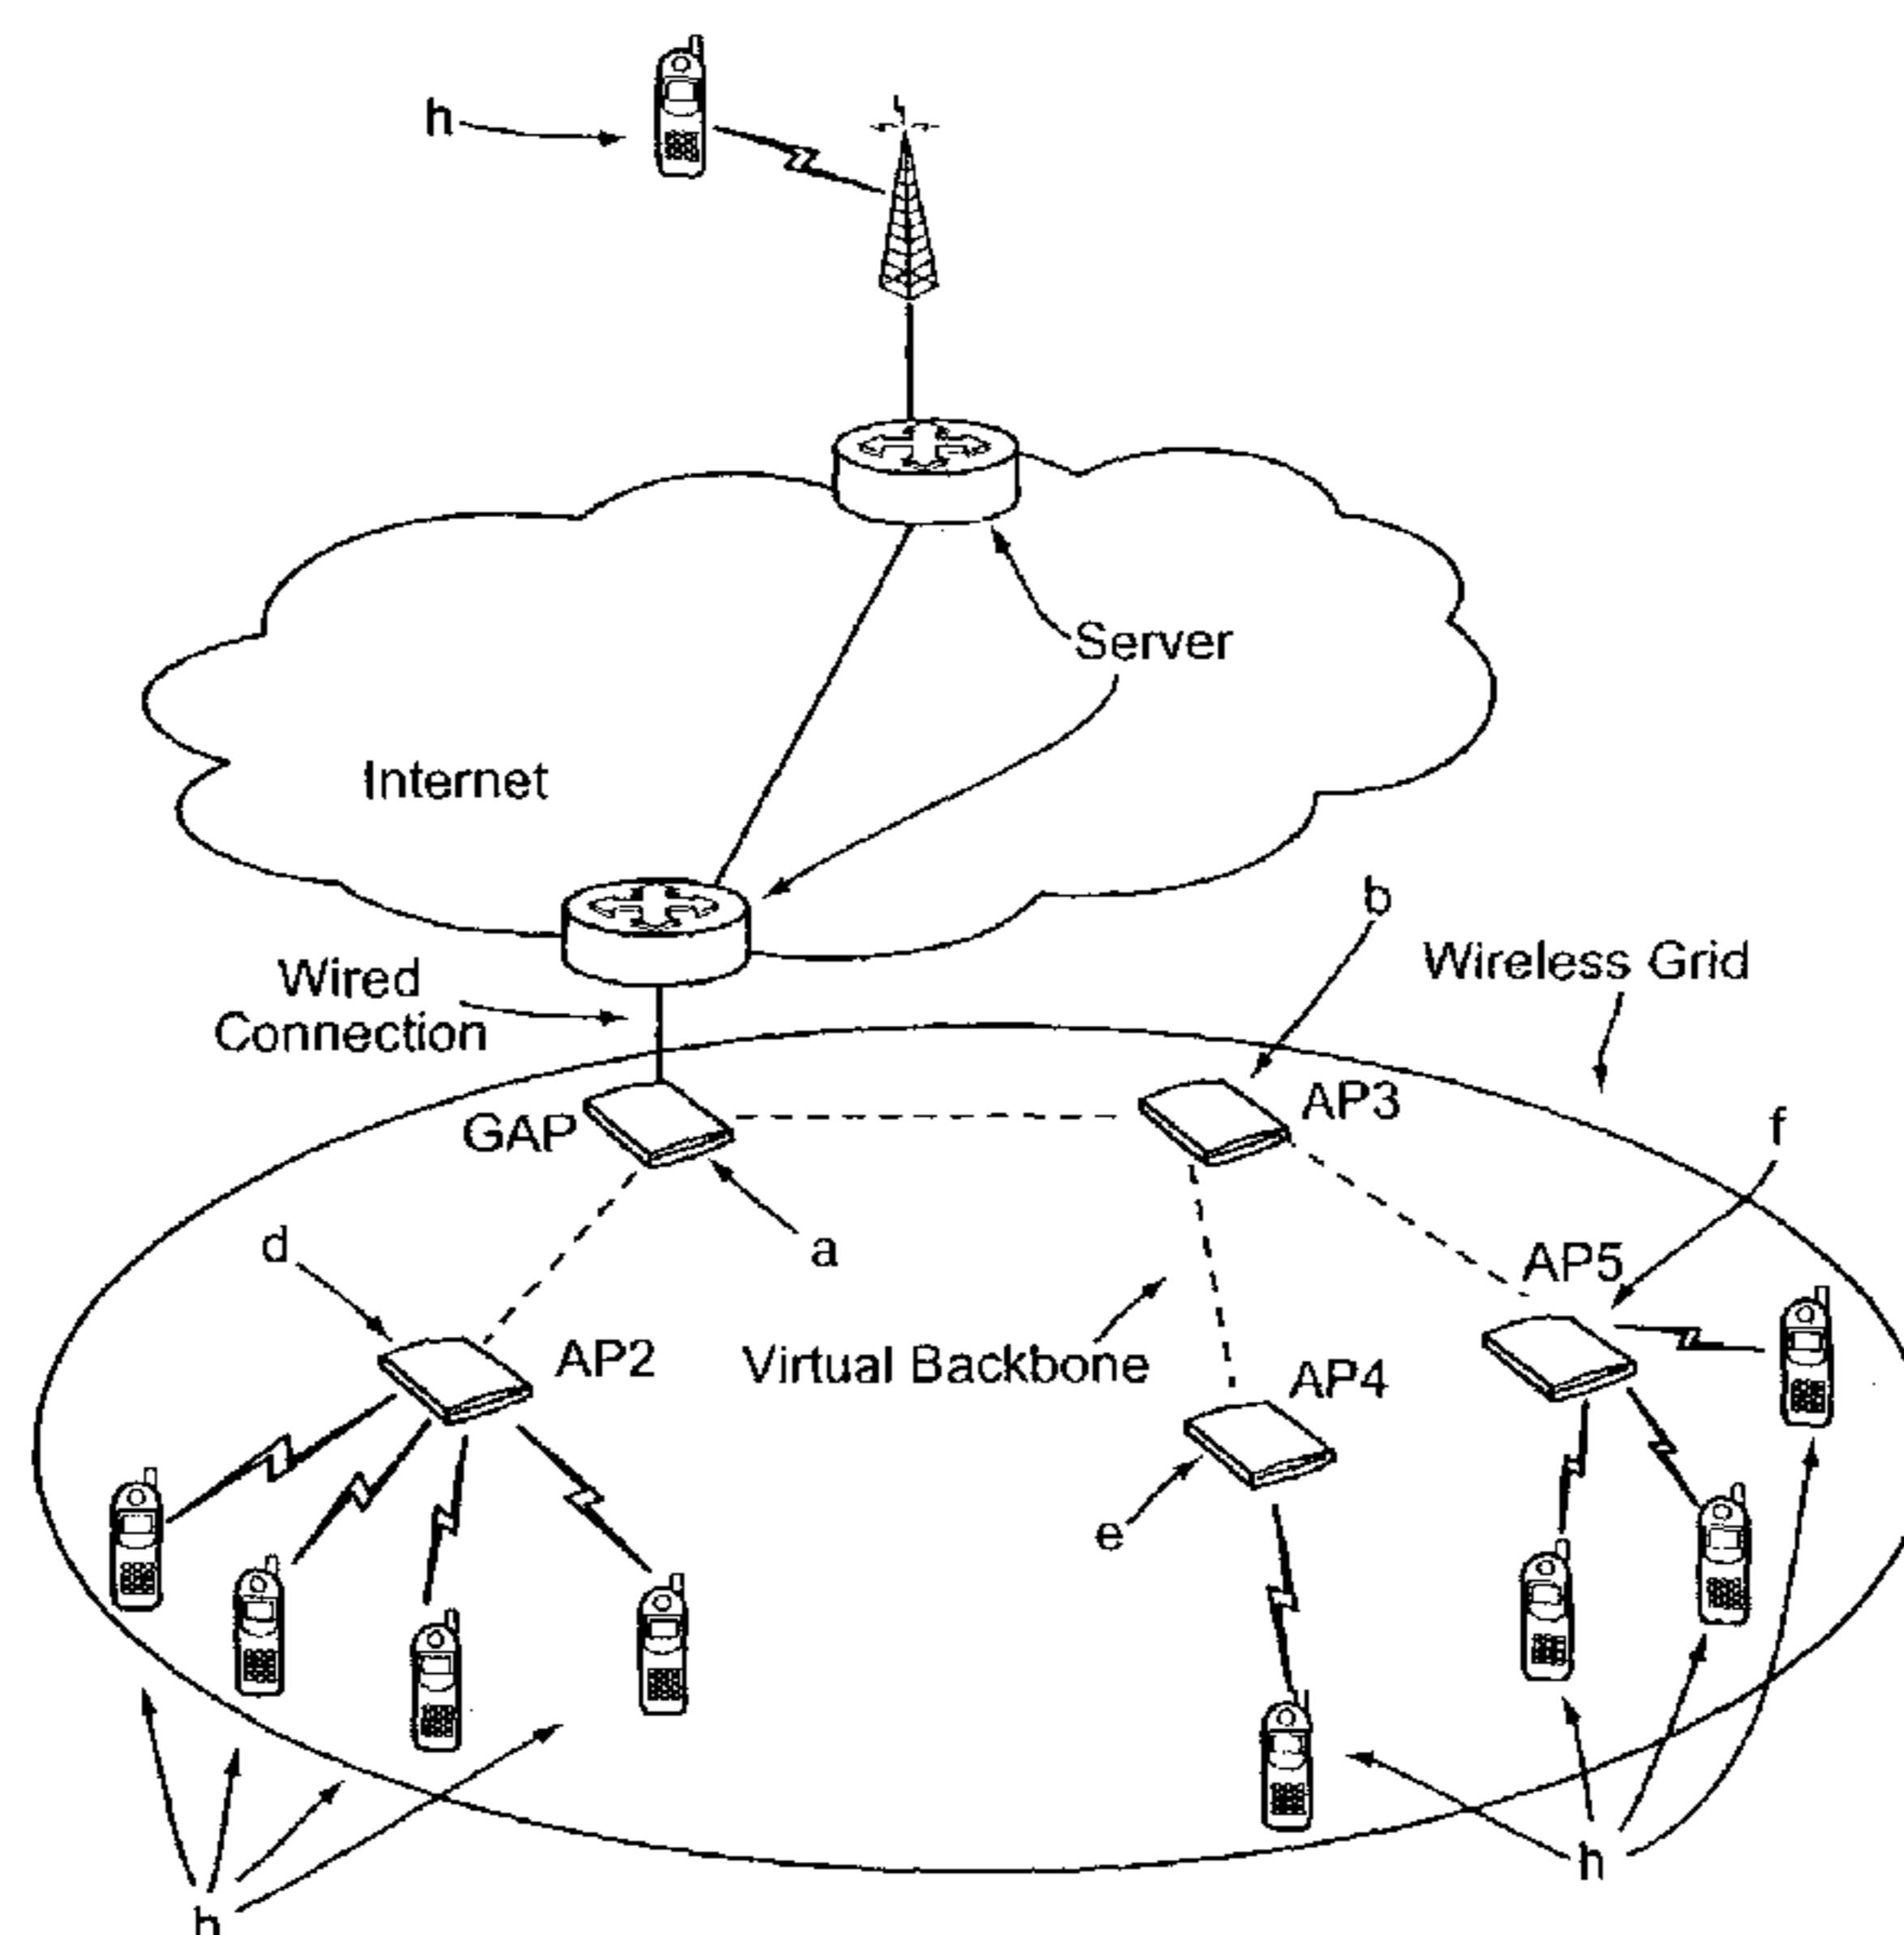 h
Server
Internet
b
Wireless Grid
Wired
Connection
AP3
GAP
f
d
a
AP5
AP2
Virtual Backbone
AP4
e
h
h